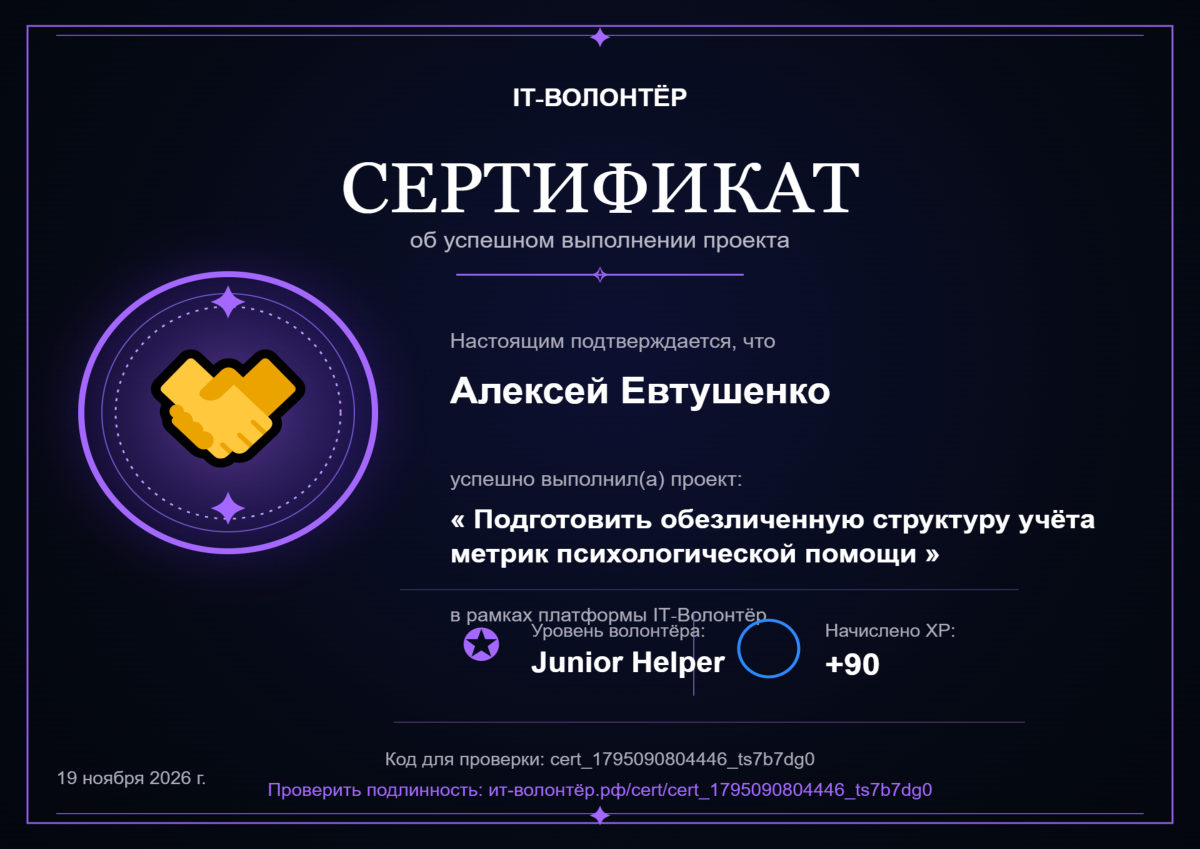 IT-ВОЛОНТЁР
СЕРТИФИКАТ
об успешном выполнении проекта
Настоящим подтверждается, что
Алексей Евтушенко
успешно выполнил(а) проект:
« Подготовить обезличенную структуру учёта
метрик психологической помощи »
в рамках платформы IT-Волонтёр
Уровень волонтёра:
Junior Helper
Начислено XP:
+90
Код для проверки: cert_1795090804446_ts7b7dg0
19 ноября 2026 г.
Проверить подлинность: ит-волонтёр.рф/cert/cert_1795090804446_ts7b7dg0